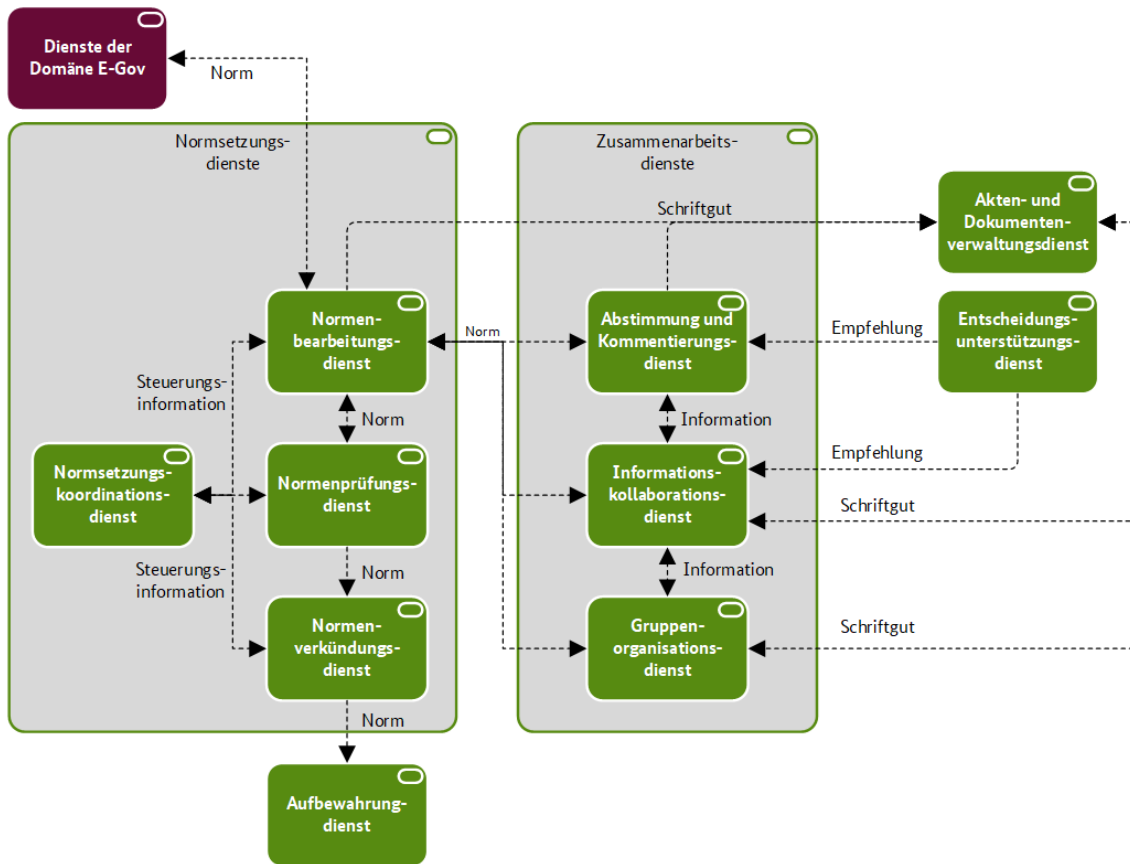 Dienste der
Domäne E-Gov
Norm
Normsetzungs-
dienste
Zusammenarbeits-
dienste
Schriftgut
Akten- und
Dokumenten-
verwaltungsdienst
Normen-
bearbeitungs-
dienst
Norm
Abstimmung und
Kommentierungs-
dienst
Empfehlung
Entscheidungs-
unterstützungs-
dienst
Steuerungs-
information
Norm
Information
Normsetzungs-
koordinations-
dienst
Normenprüfungs-
dienst
Informations-
kollaborations-
dienst
Empfehlung
Schriftgut
Steuerungs-
information
Norm
Information
Normen-
verkündungs-
dienst
Gruppen-
organisations-
dienst
Schriftgut
Norm
Aufbewahrung-
dienst